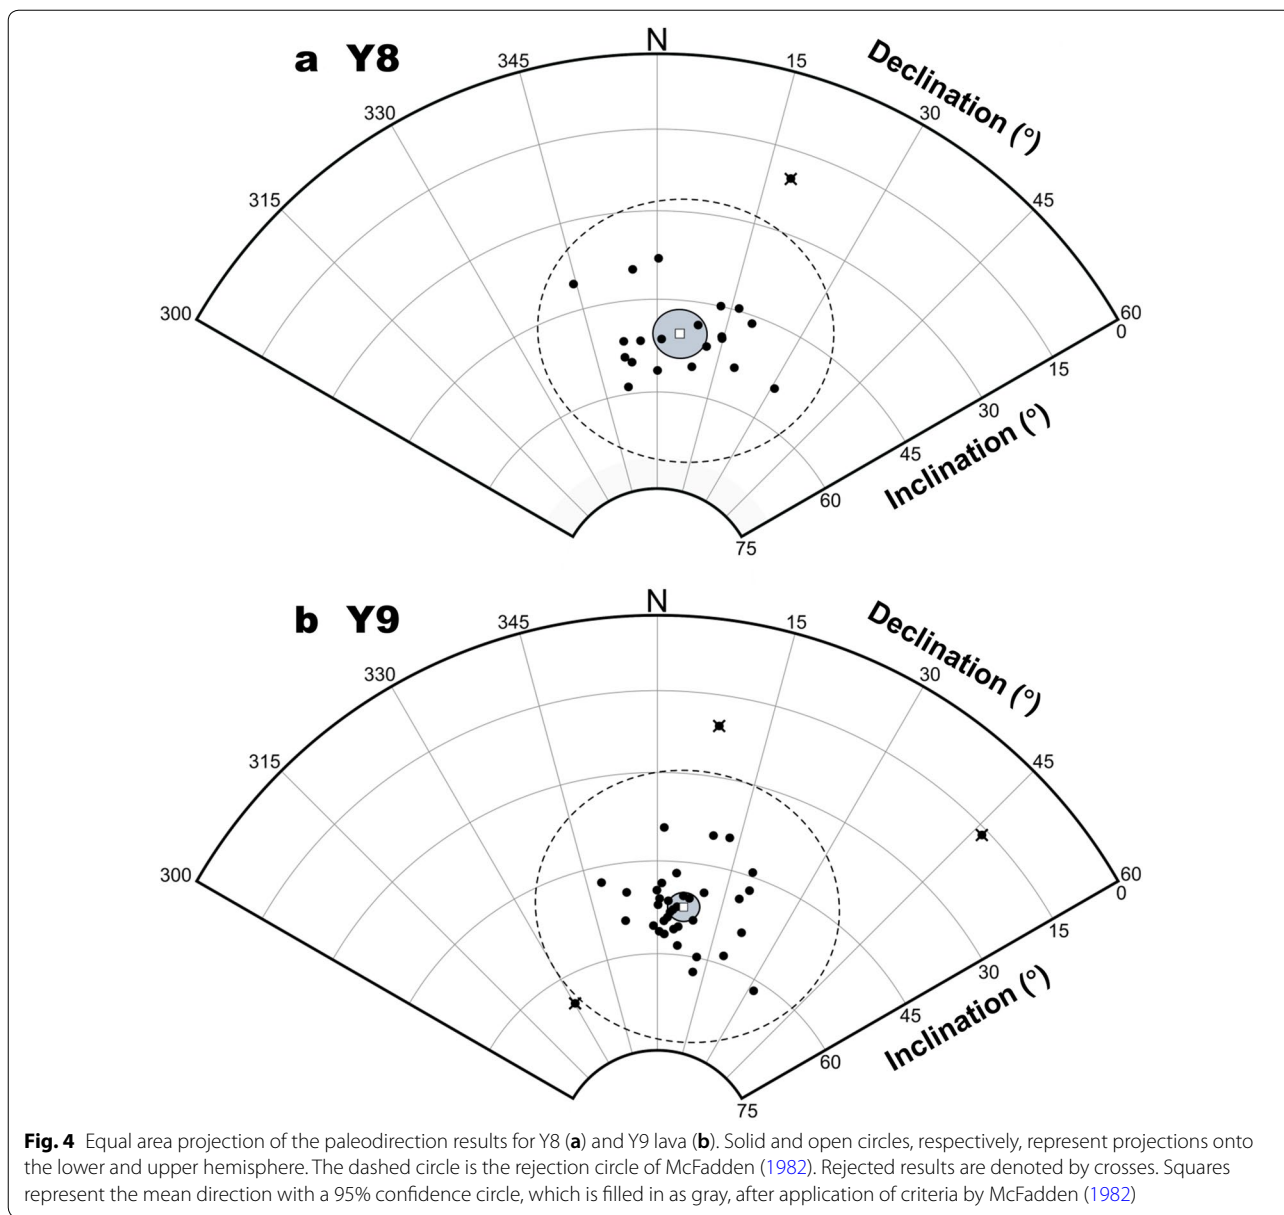 a Y8
N
345
15
Declination (°)
330
30
315
45
300
60
0
15
30
Inclination (°)
45
60
75
b Y9
N
345
15
Declination (°)
330
30
315
45
300
60
0
15
30
Inclination (°)
45
60
75
Fig. 4 Equal area projection of the paleodirection results for Y8 (a) and Y9 lava (b). Solid and open circles, respectively, represent projections onto
the lower and upper hemisphere. The dashed circle is the rejection circle of McFadden (1982). Rejected results are denoted by crosses. Squares
represent the mean direction with a 95% confidence circle, which is filled in as gray, after application of criteria by McFadden (1982)